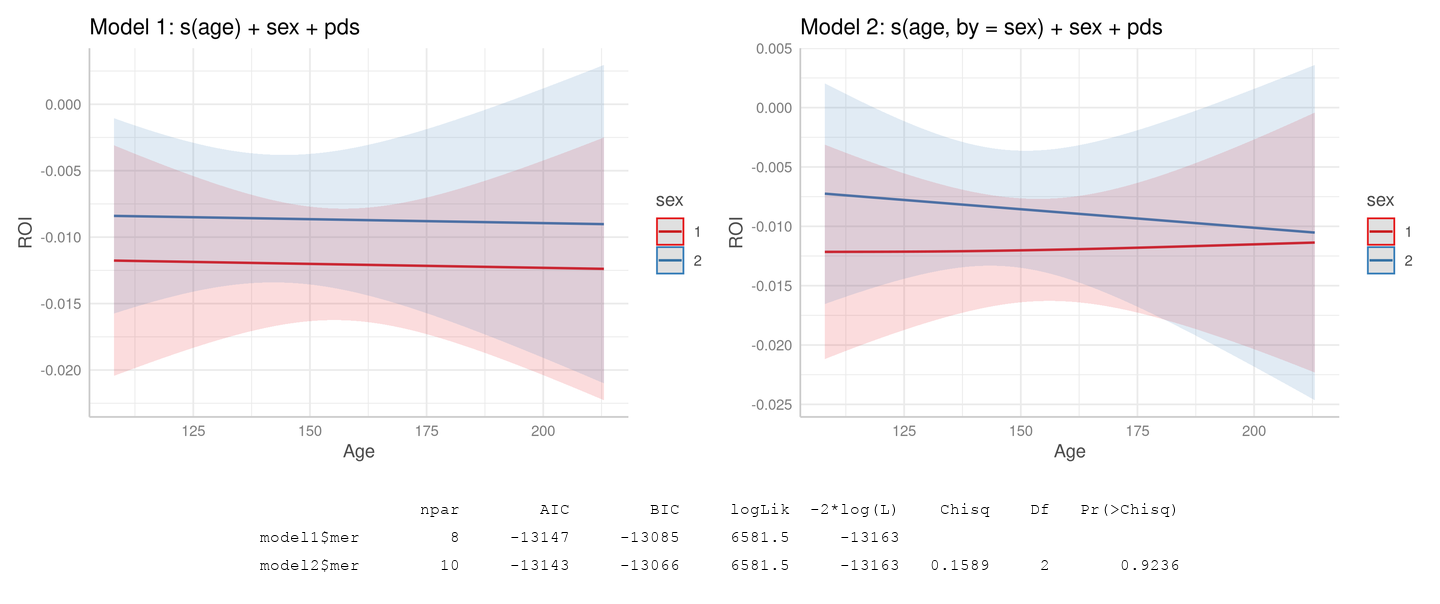 Model 1: s(age) + sex + pds
0.000
-0.005
-0.010
-0.015
-0.020
ROI
125 150 175 200
Age
sex
1
2
Model 2: s(age, by = sex) + sex + pds
0.005
0.000
-0.005
-0.010
-0.015
-0.020
-0.025
ROI
125 150 175 200
Age
sex
1
2
npar AIC BIC logLik -2*log(L) Chisq Df Pr(>Chisq)
model1$mer 8 -13147 -13085 6581.5 -13163
model2$mer 10 -13143 -13066 6581.5 -13163 0.1589 2 0.9236